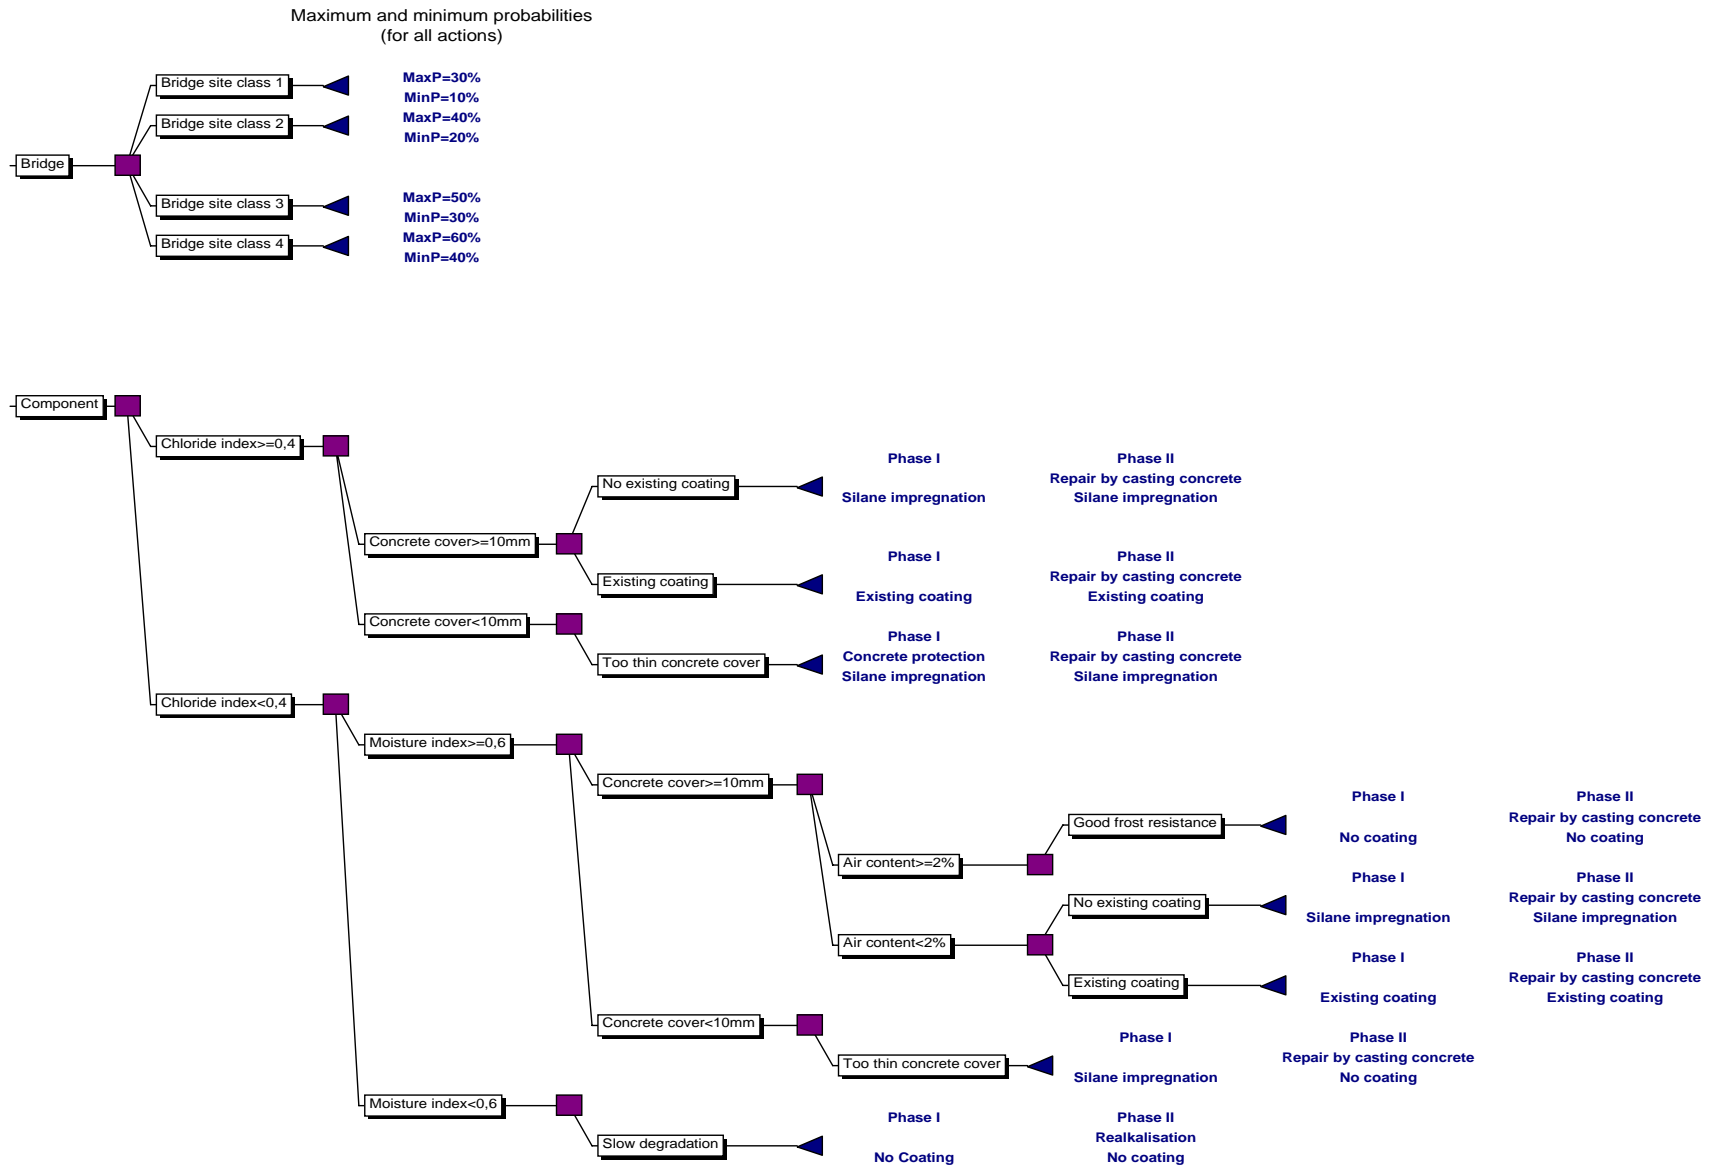 Maximum and minimum probabilities
(for all actions)
Bridge site class 1
MaxP=30%
MinP=10%
Bridge site class 2
MaxP=40%
MinP=20%
Bridge
Bridge site class 3
MaxP=50%
MinP=30%
Bridge site class 4
MaxP=60%
MinP=40%
Component
Chloride index>=0,4
Phase I
Phase II
No existing coating
Repair by casting concrete
Silane impregnation
Silane impregnation
Concrete cover>=10mm
Phase I
Phase II
Existing coating
Repair by casting concrete
Existing coating
Existing coating
Concrete cover<10mm
Phase I
Phase II
Too thin concrete cover
Concrete protection
Repair by casting concrete
Silane impregnation
Silane impregnation
Chloride index<0,4
Moisture index>=0,6
Concrete cover>=10mm
Phase I
Phase II
Good frost resistance
Repair by casting concrete
No coating
No coating
Air content>=2%
Phase I
Phase II
No existing coating
Repair by casting concrete
Silane impregnation
Silane impregnation
Air content<2%
Phase I
Phase II
Existing coating
Repair by casting concrete
Existing coating
Existing coating
Concrete cover<10mm
Phase I
Phase II
Too thin concrete cover
Repair by casting concrete
Silane impregnation
No coating
Moisture index<0,6
Phase I
Phase II
Slow degradation
Realkalisation
No Coating
No coating